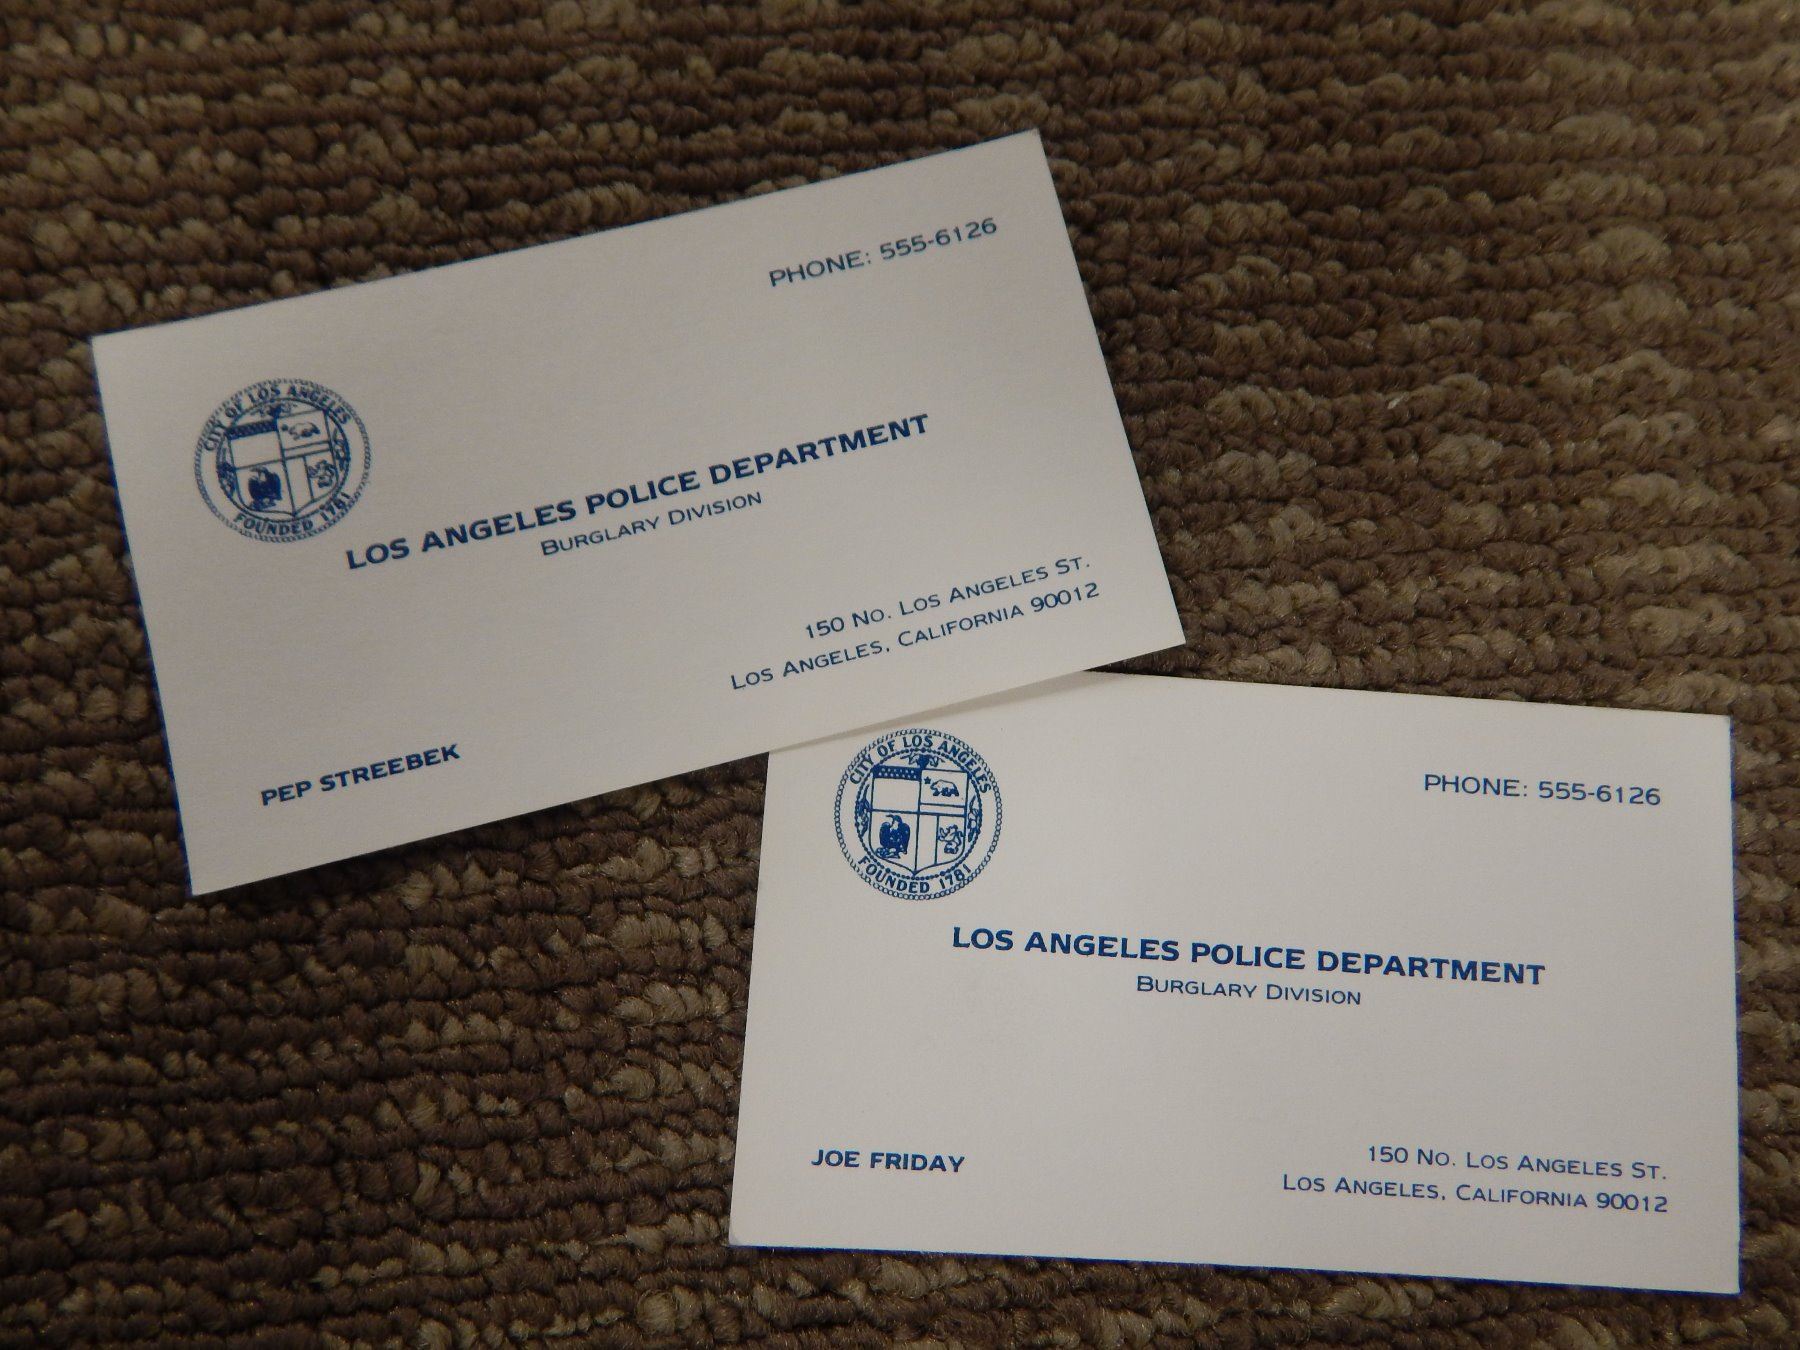 PHONE: 555-6126
CITY OF LOS ANGELES
FOUNDED 1781
LOS ANGELES POLICE DEPARTMENT
BURGLARY DIVISION
150 NO. LOS ANGELES ST.
LOS ANGELES, CALIFORNIA 90012
PEP STREEBEK
CITY OF LOS ANGELES
FOUNDED 1781
PHONE: 555-6126
LOS ANGELES POLICE DEPARTMENT
BURGLARY DIVISION
JOE FRIDAY
150 NO. LOS ANGELES ST.
LOS ANGELES, CALIFORNIA 90012